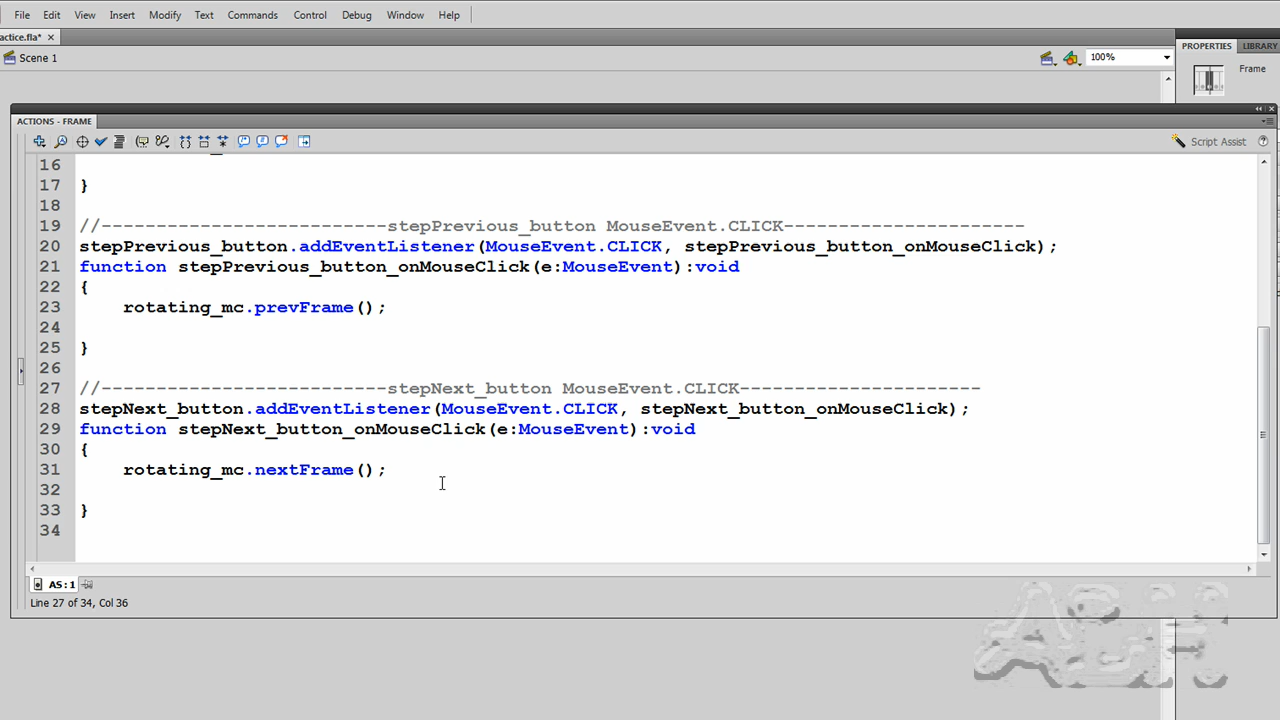 File Edit View Insert Modify Text Commands Control Debug Window Help
actice.fla* ×
Scene 1
100%
PROPERTIES LIBRARY
Frame
ACTIONS - FRAME
Script Assist
16
17 }
18
19 //--------------------------stepPrevious_button MouseEvent.CLICK----------------------
20 stepPrevious_button.addEventListener(MouseEvent.CLICK, stepPrevious_button_onMouseClick);
21 function stepPrevious_button_onMouseClick(e:MouseEvent):void
22 {
23 rotating_mc.prevFrame();
24
25 }
26
27 //--------------------------stepNext_button MouseEvent.CLICK----------------------
28 stepNext_button.addEventListener(MouseEvent.CLICK, stepNext_button_onMouseClick);
29 function stepNext_button_onMouseClick(e:MouseEvent):void
30 {
31 rotating_mc.nextFrame();
32
33 }
34
AS:1
Line 27 of 34, Col 36